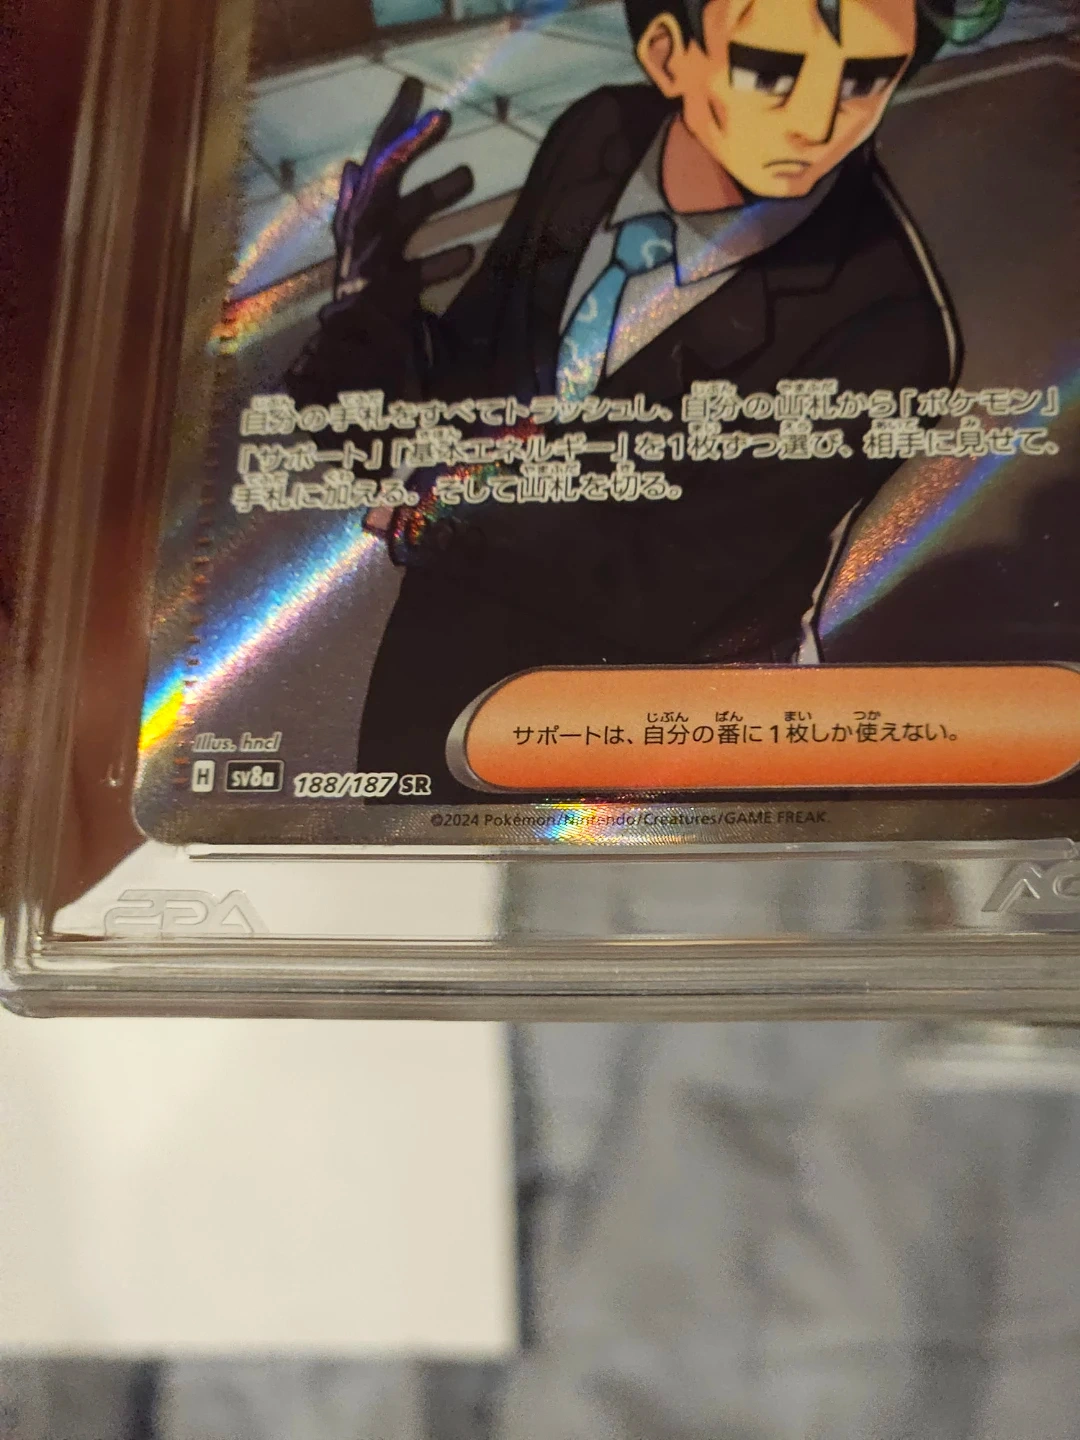 自分の手札をすべてトラッシュし、自分の山札から「ポケモン」
「サポート」「基本エネルギー」を1枚ずつ選び、相手に見せて、
手札に加える。そして山札を切る。
サポートは、自分の番に1枚しか使えない。
Illus. hncl
H sv8a 188/187 SR
©2024 Pokémon/Nintendo/Creatures/GAME FREAK.
AGS